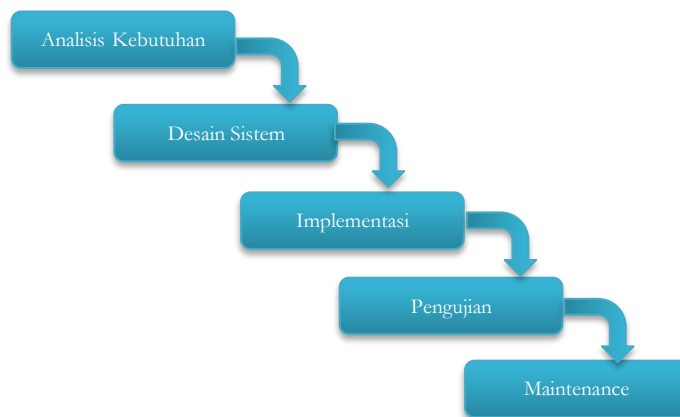 Analisis Kebutuhan
Desain Sistem
Implementasi
Pengujian
Maintenance